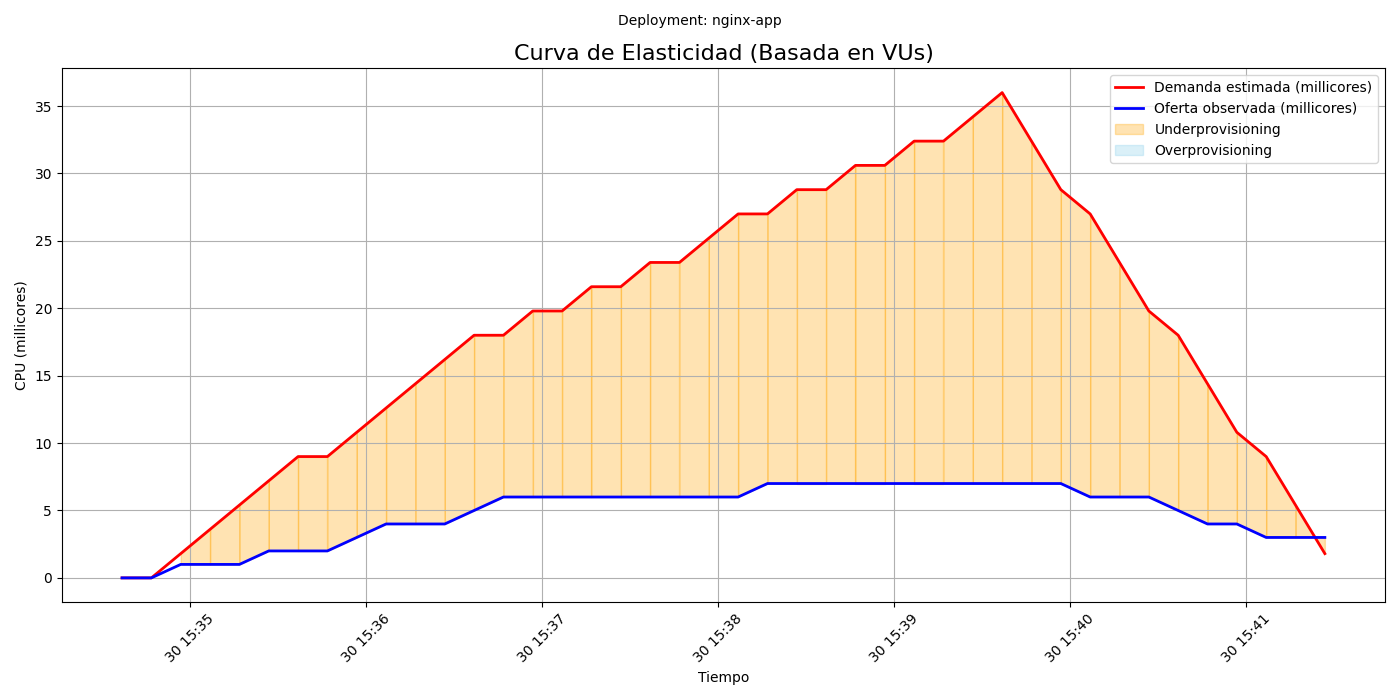 Deployment: nginx-app
Curva de Elasticidad (Basada en VUs)
Demanda estimada (millicores)
Oferta observada (millicores)
Underprovisioning
Overprovisioning
CPU (millicores)
35
30
25
20
15
10
5
0
30 15:35
30 15:36
30 15:37
30 15:38
30 15:39
30 15:40
30 15:41
Tiempo